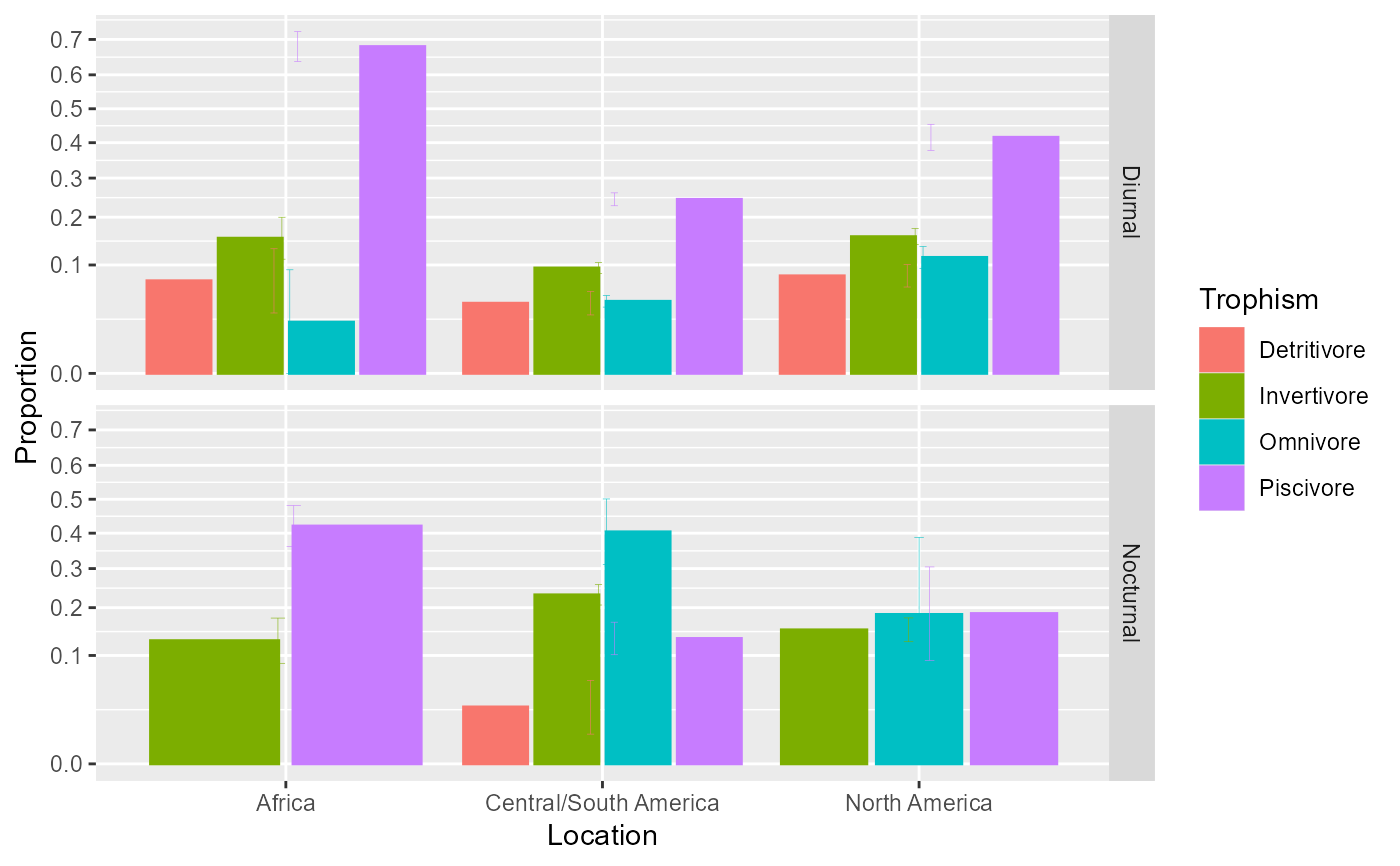 0.7
0.6
0.5
0.4
0.3
0.2
0.1
0.0
Diurnal
0.7
0.6
0.5
0.4
0.3
0.2
0.1
0.0
Nocturnal
Proportion
Africa
Central/South America
North America
Location
Trophism
Detritivore
Invertivore
Omnivore
Piscivore